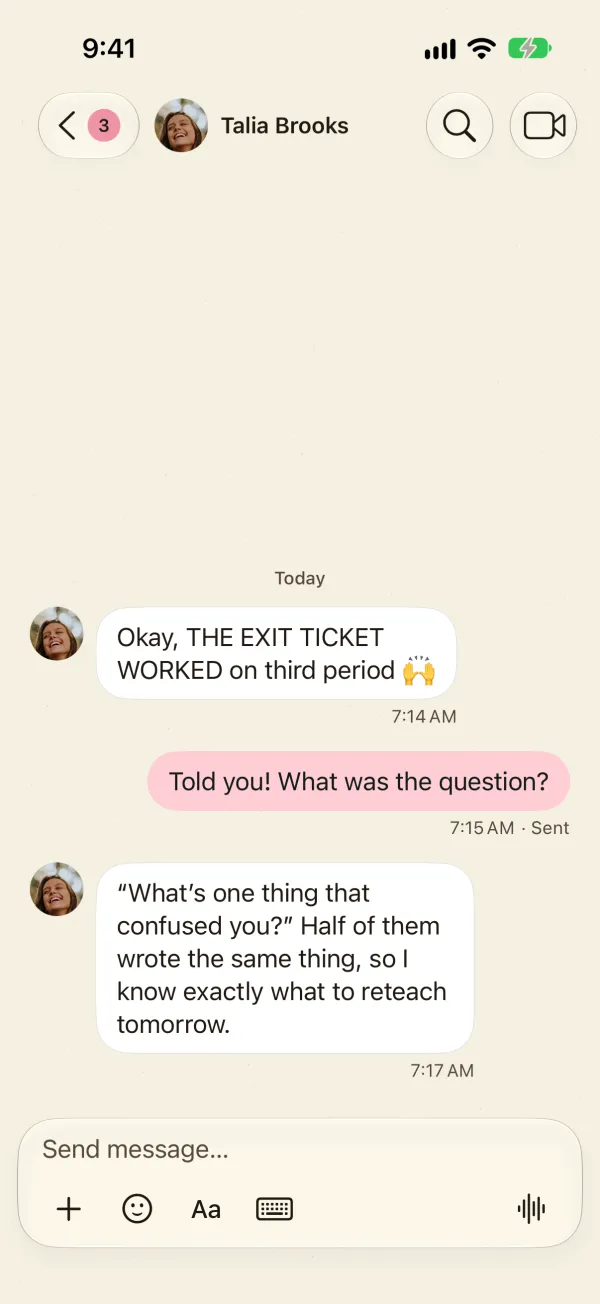 9:41
3
Talia Brooks
Today
Okay, THE EXIT TICKET
WORKED on third period 🙌
7:14 AM
Told you! What was the question?
7:15 AM · Sent
“What’s one thing that
confused you?” Half of them
wrote the same thing, so I
know exactly what to reteach
tomorrow.
7:17 AM
Send message...
Aa